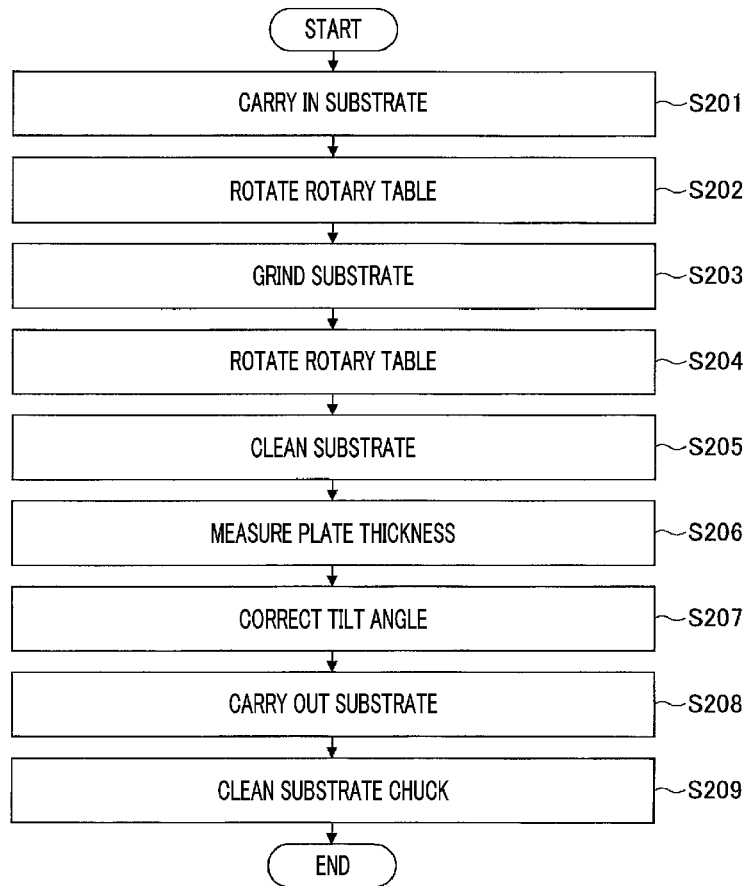 START
CARRY IN SUBSTRATE
S201
ROTATE ROTARY TABLE
S202
GRIND SUBSTRATE
S203
ROTATE ROTARY TABLE
S204
CLEAN SUBSTRATE
S205
MEASURE PLATE THICKNESS
S206
CORRECT TILT ANGLE
S207
CARRY OUT SUBSTRATE
S208
CLEAN SUBSTRATE CHUCK
S209
END